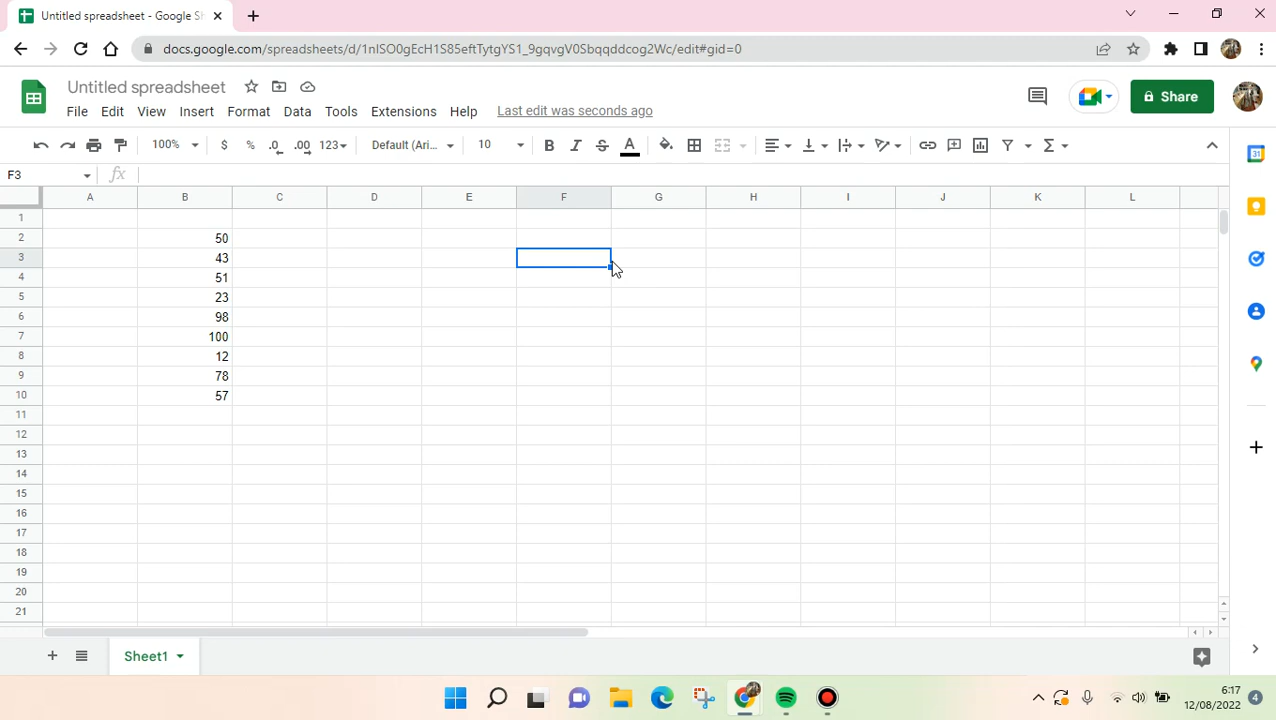 Untitled spreadsheet - Google Sh
docs.google.com/spreadsheets/d/1nISO0gEcH1S85eftTytgYS1_9gqvgV0Sbqqddcog2Wc/edit#gid=0
Untitled spreadsheet
File Edit View Insert Format Data Tools Extensions Help Last edit was seconds ago
Share
100% $ % .0 .00 123 Default (Ari... 10 B I S A Σ
F3 fx
A B C D E F G H I J K L
1
2 50
3 43
4 51
5 23
6 98
7 100
8 12
9 78
10 57
11
12
13
14
15
16
17
18
19
20
21
+ Sheet1
31
6:17
12/08/2022
4